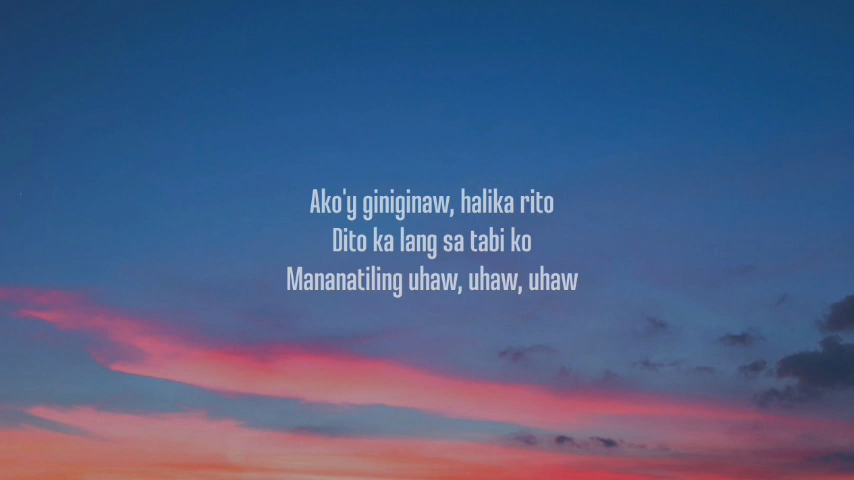 Ako'y giniginaw, halika rito
Dito ka lang sa tabi ko
Mananatiling uhaw, uhaw, uhaw